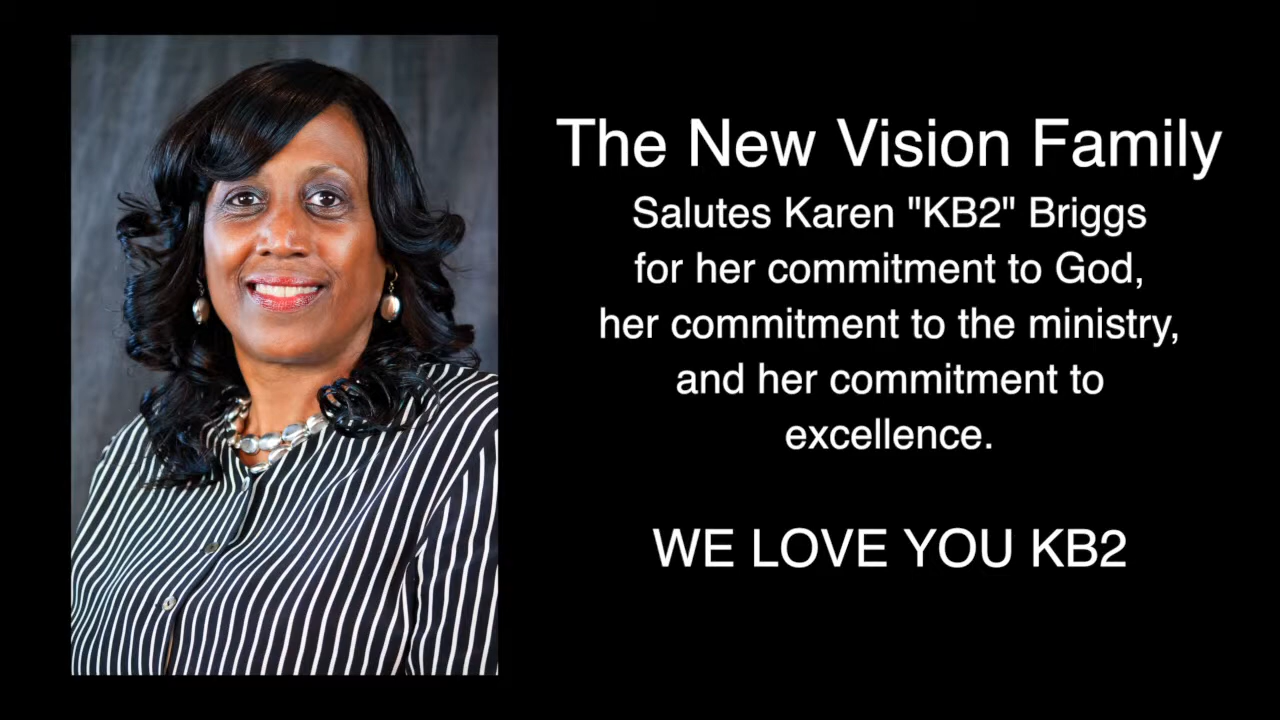 The New Vision Family
Salutes Karen "KB2" Briggs
for her commitment to God,
her commitment to the ministry,
and her commitment to
excellence.
WE LOVE YOU KB2